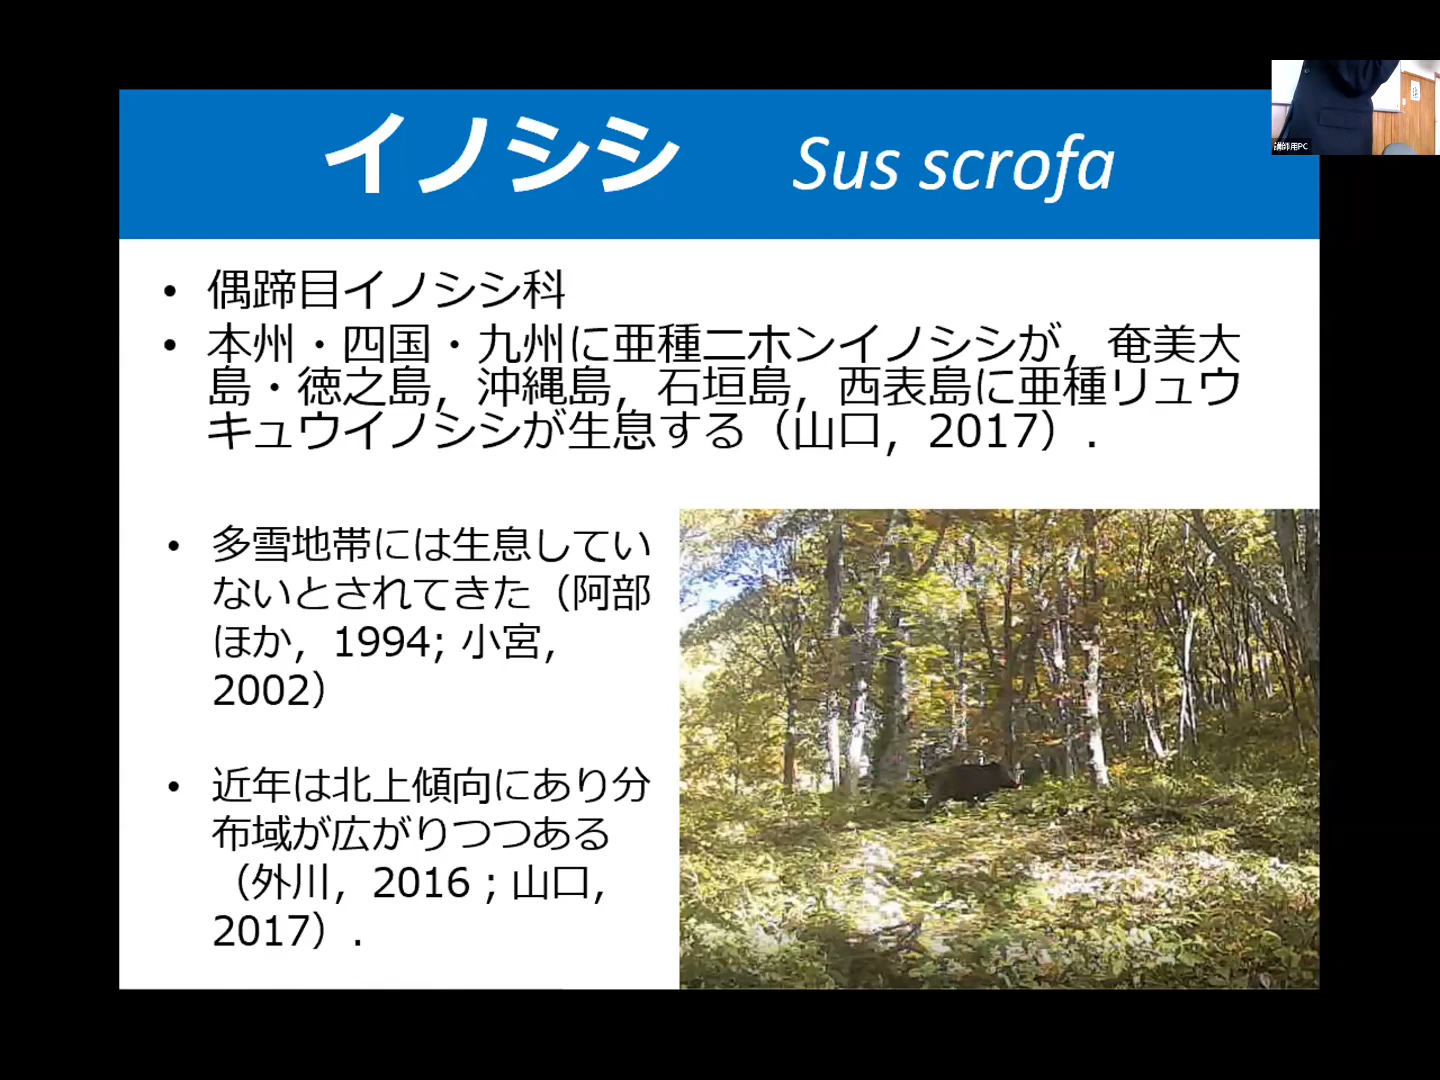 イノシシ Sus scrofa
講師用PC
• 偶蹄目イノシシ科
• 本州・四国・九州に亜種ニホンイノシシが，奄美大
島・徳之島，沖縄島，石垣島，西表島に亜種リュウ
キュウイノシシが生息する（山口，2017）.
• 多雪地帯には生息してい
ないとされてきた（阿部
ほか，1994; 小宮，
2002）
• 近年は北上傾向にあり分
布域が広がりつつある
（外川，2016；山口，
2017）.